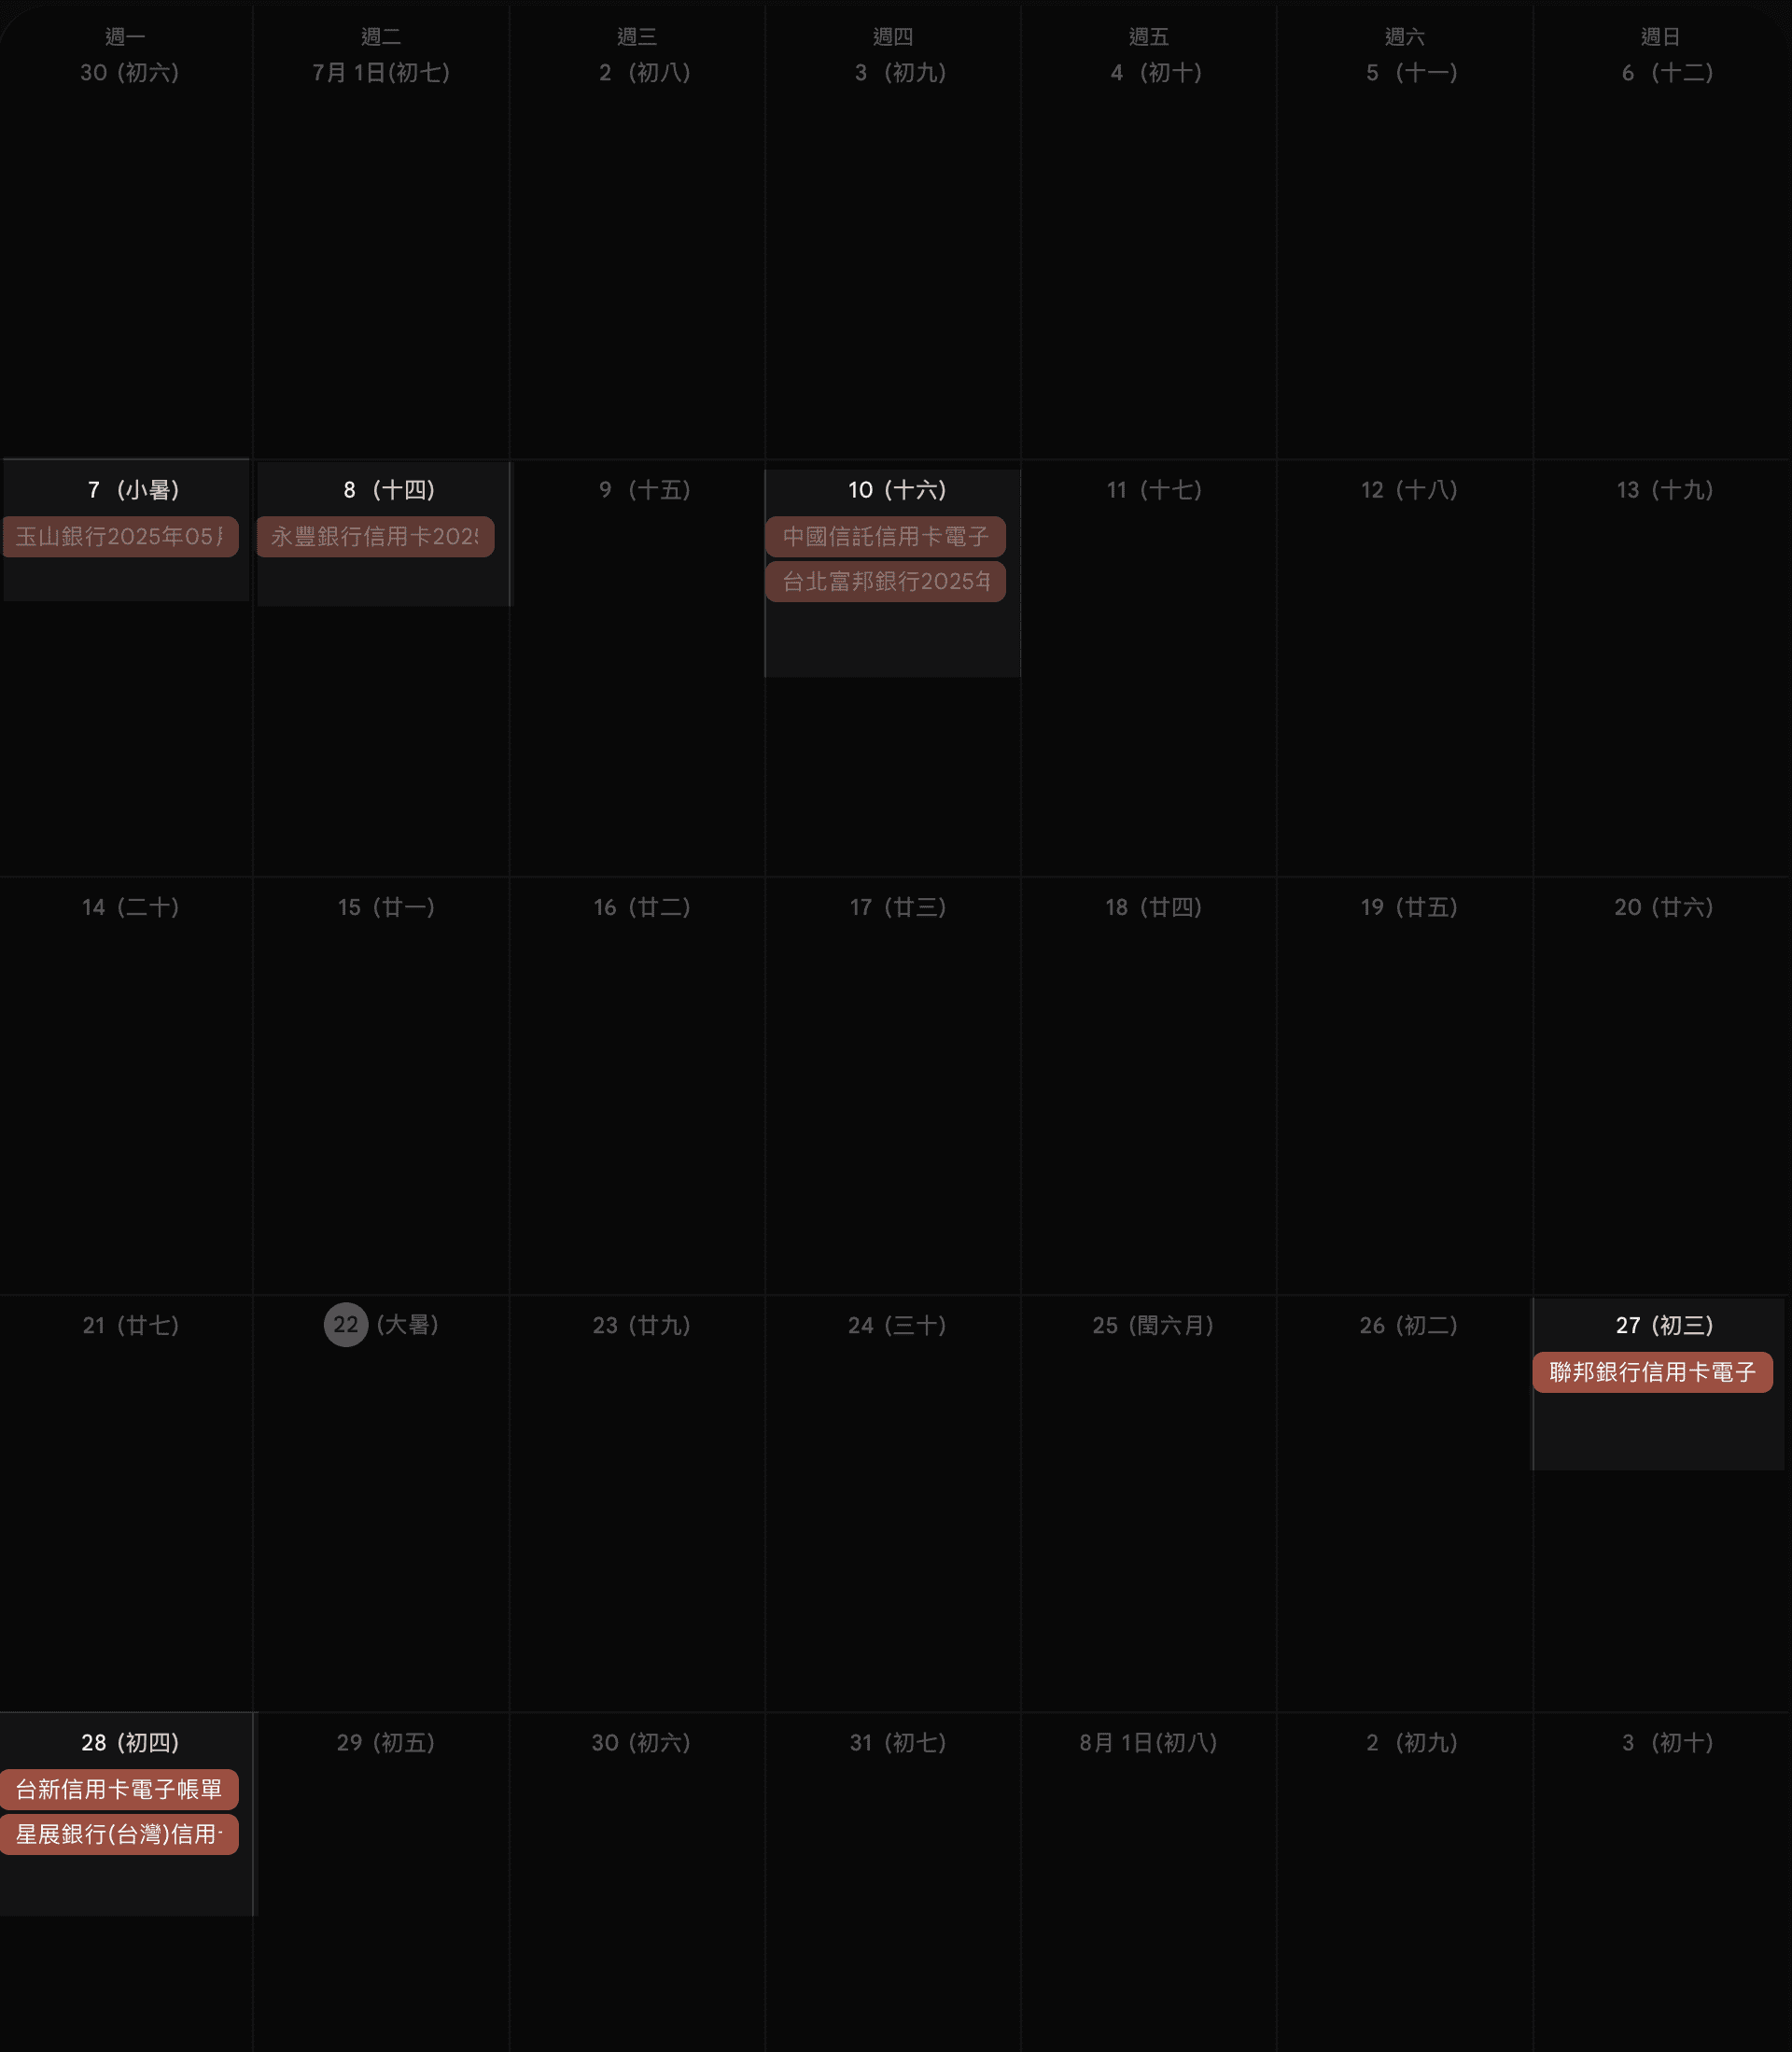 週一 週二 週三 週四 週五 週六 週日
30 (初六) 7月 1日(初七) 2 (初八) 3 (初九) 4 (初十) 5 (十一) 6 (十二)
7 (小暑) 8 (十四) 9 (十五) 10 (十六) 11 (十七) 12 (十八) 13 (十九)
玉山銀行2025年05 永豐銀行信用卡202 中國信託信用卡電子
台北富邦銀行2025年
14 (二十) 15 (廿一) 16 (廿二) 17 (廿三) 18 (廿四) 19 (廿五) 20 (廿六)
21 (廿七) 22 (大暑) 23 (廿九) 24 (三十) 25 (閏六月) 26 (初二) 27 (初三)
聯邦銀行信用卡電子
28 (初四) 29 (初五) 30 (初六) 31 (初七) 8月 1日(初八) 2 (初九) 3 (初十)
台新信用卡電子帳單
星展銀行(台灣)信用